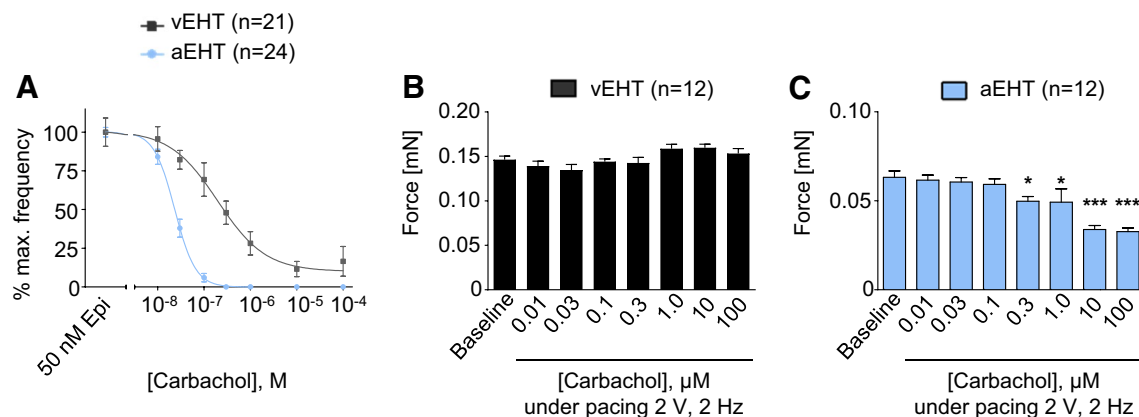 vEHT (n=21)
aEHT (n=24)
A
% max. frequency
100
75
50
25
0
50 nM Epi
10-8
10-7
10-6
10-5
10-4
[Carbachol], M
B
vEHT (n=12)
Force [mN]
0.20
0.15
0.10
0.05
0.00
Baseline
0.01
0.03
0.1
0.3
1.0
10
100
[Carbachol], µM
under pacing 2 V, 2 Hz
C
aEHT (n=12)
Force [mN]
0.10
0.05
0.00
* * *** ***
Baseline
0.01
0.03
0.1
0.3
1.0
10
100
[Carbachol], µM
under pacing 2 V, 2 Hz